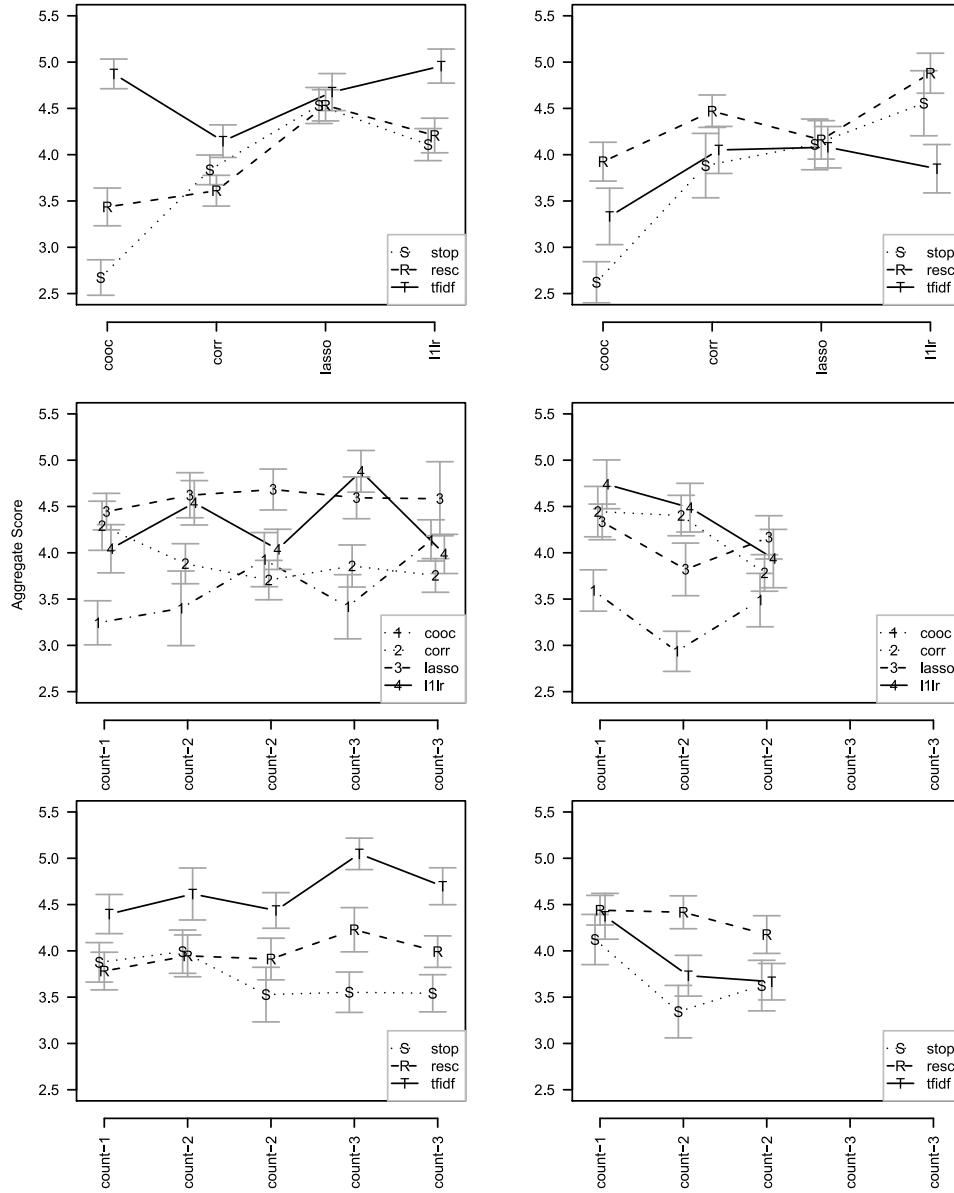 5.5
5.0
4.5
4.0
3.5
3.0
2.5
S stop
R resc
T tfidf
cooc
corr
lasso
l1lr
5.5
5.0
4.5
4.0
3.5
3.0
2.5
S stop
R resc
T tfidf
cooc
corr
lasso
l1lr
Aggregate Score
5.5
5.0
4.5
4.0
3.5
3.0
2.5
4 cooc
2 corr
3 lasso
4 l1lr
count-1
count-2
count-2
count-3
count-3
5.5
5.0
4.5
4.0
3.5
3.0
2.5
4 cooc
2 corr
3 lasso
4 l1lr
count-1
count-2
count-2
count-3
count-3
5.5
5.0
4.5
4.0
3.5
3.0
2.5
S stop
R resc
T tfidf
count-1
count-2
count-2
count-3
count-3
5.5
5.0
4.5
4.0
3.5
3.0
2.5
S stop
R resc
T tfidf
count-1
count-2
count-2
count-3
count-3